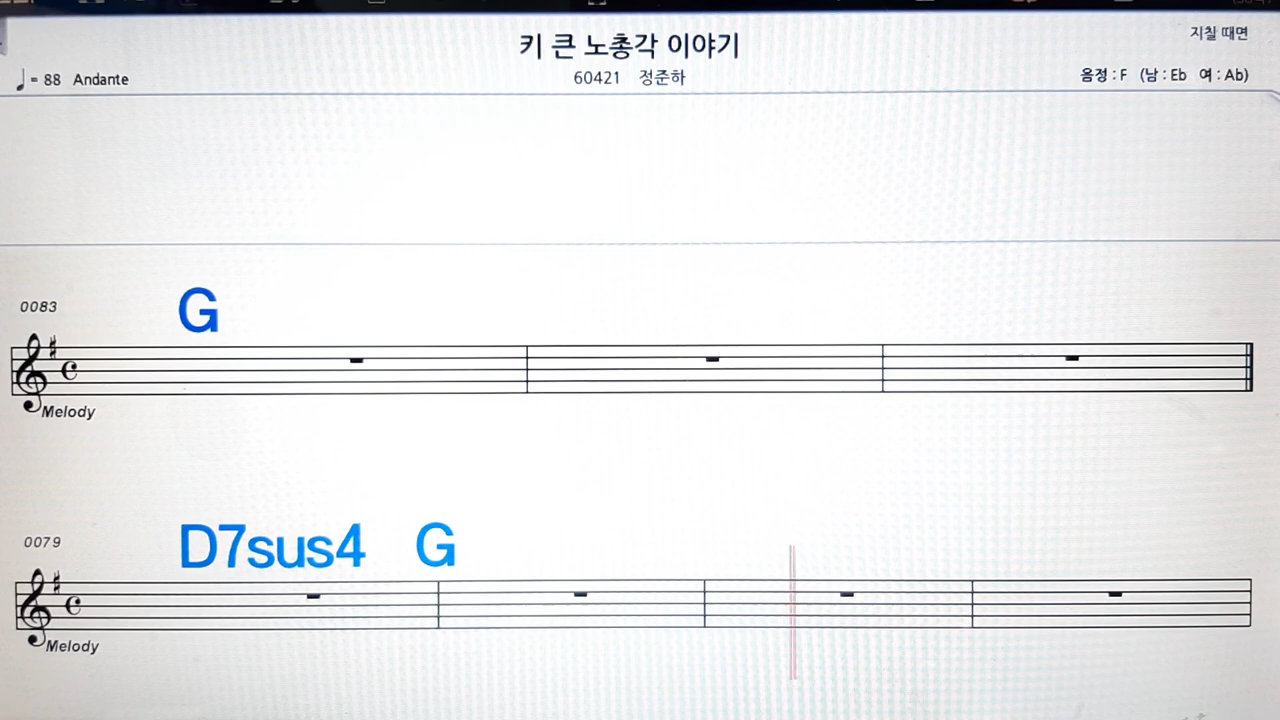 키 큰 노총각 이야기
지칠 때면
♩= 88 Andante
60421 정준하
음정 : F (남 : Eb 여 : Ab)
0083
G
Melody
0079
D7sus4 G
Melody